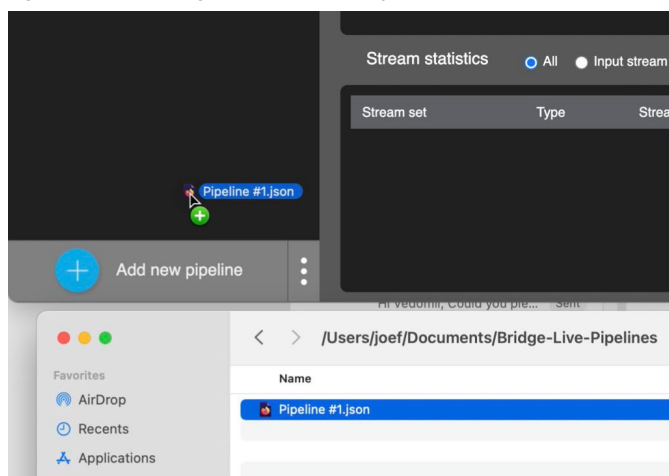 Stream statistics
All
Input stream
Stream set Type Strea
Pipeline #1.json
Add new pipeline
Hi Vedomil, Could you ple... Sent
/Users/joef/Documents/Bridge-Live-Pipelines
Favorites
Name
AirDrop
Pipeline #1.json
Recents
Applications